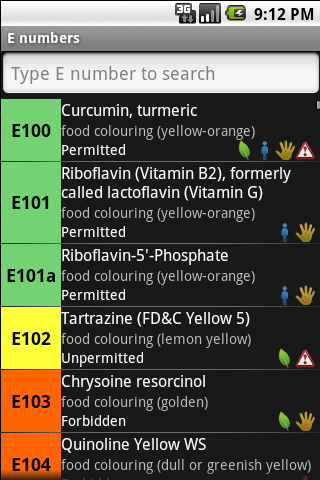 3G 9:12 PM
E numbers
Type E number to search
E100
Curcumin, turmeric
food colouring (yellow-orange)
Permitted
E101
Riboflavin (Vitamin B2), formerly
called lactoflavin (Vitamin G)
food colouring (yellow-orange)
Permitted
E101a
Riboflavin-5'-Phosphate
food colouring (yellow-orange)
Permitted
E102
Tartrazine (FD&C Yellow 5)
food colouring (lemon yellow)
Unpermitted
E103
Chrysoine resorcinol
food colouring (golden)
Forbidden
E104
Quinoline Yellow WS
food colouring (dull or greenish yellow)